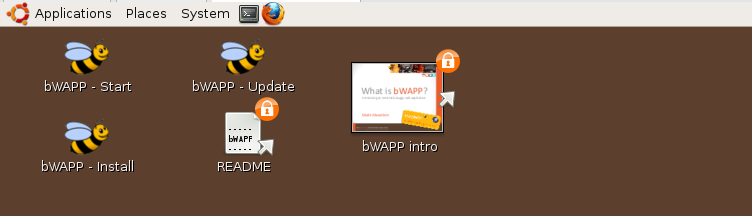 Applications Places System
bWAPP - Start
bWAPP - Update
What is bWAPP?
bWAPP intro
bWAPP
bWAPP - Install
README